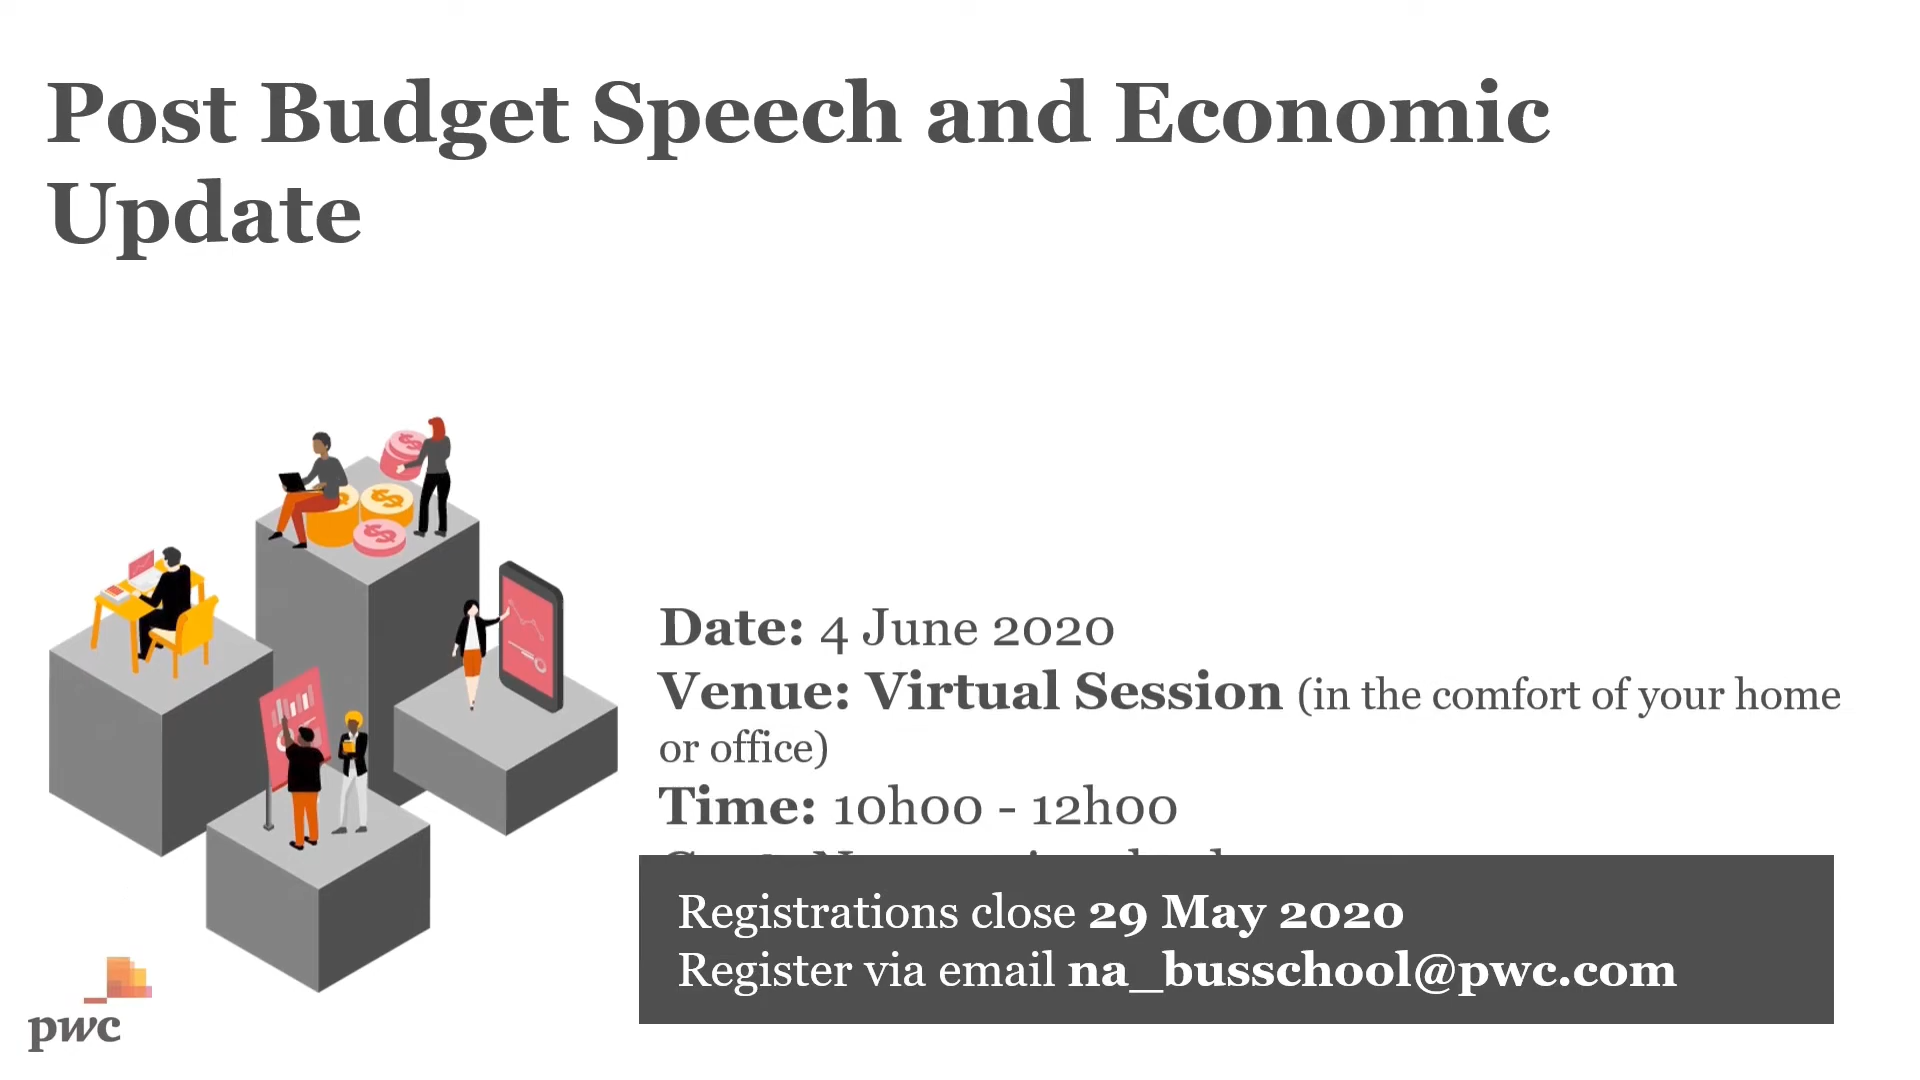 Post Budget Speech and Economic
Update
Date: 4 June 2020
Venue: Virtual Session (in the comfort of your home
or office)
Time: 10h00 - 12h00
Registrations close 29 May 2020
Register via email na_busschool@pwc.com
pwc